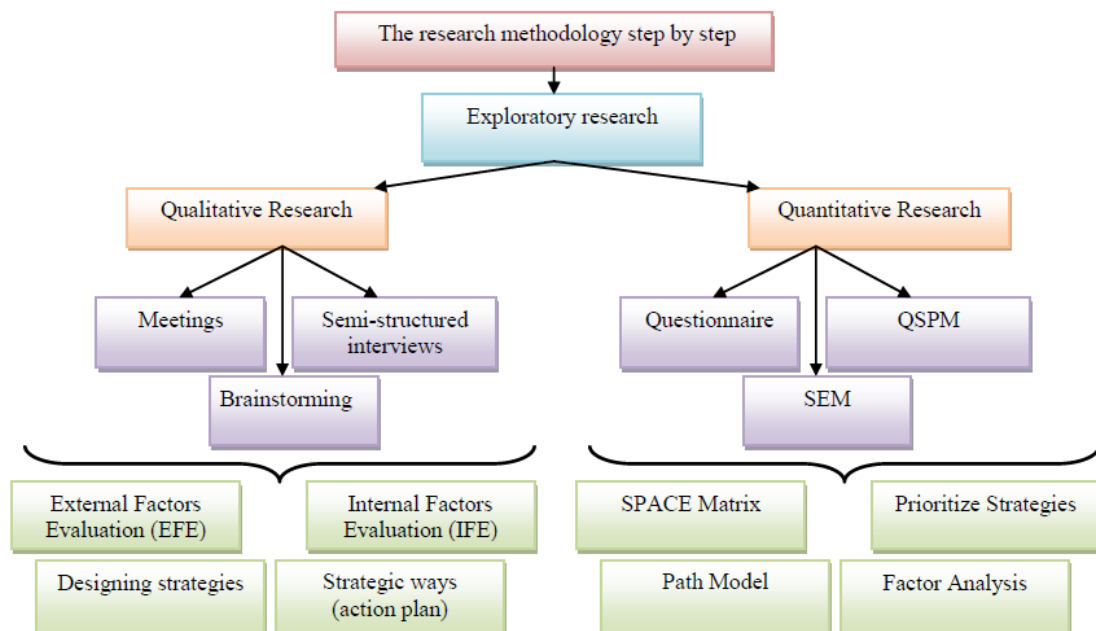 The research methodology step by step
Exploratory research
Qualitative Research
Quantitative Research
Meetings
Semi-structured
interviews
Questionnaire
QSPM
Brainstorming
SEM
External Factors
Evaluation (EFE)
Internal Factors
Evaluation (IFE)
SPACE Matrix
Prioritize Strategies
Designing strategies
Strategic ways
(action plan)
Path Model
Factor Analysis